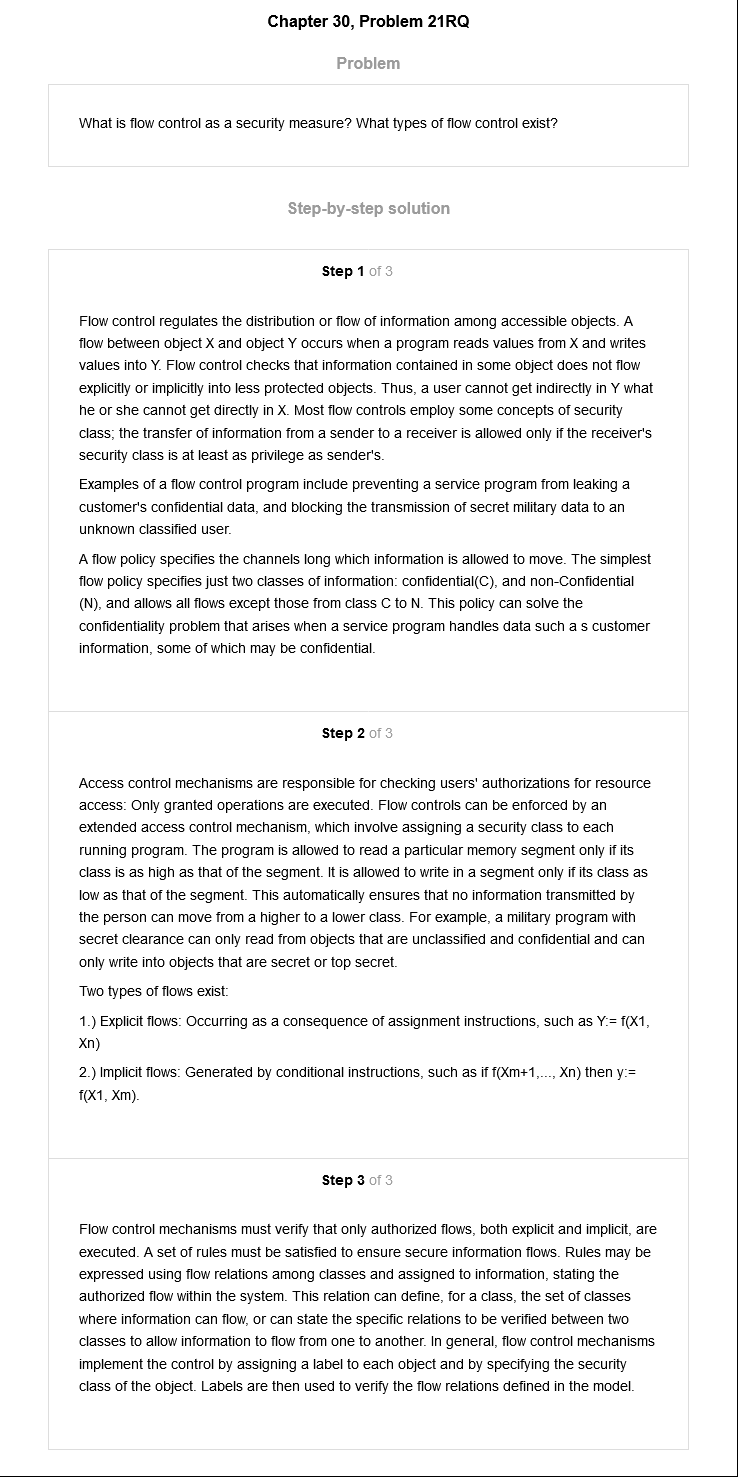 Chapter 30, Problem 21RQ
Problem
What is flow control as a security measure? What types of flow control exist?
Step-by-step solution
Step 1 of 3
Flow control regulates the distribution or flow of information among accessible objects. A
flow between object X and object Y occurs when a program reads values from X and writes
values into Y. Flow control checks that information contained in some object does not flow
explicitly or implicitly into less protected objects. Thus, a user cannot get indirectly in Y what
he or she cannot get directly in X. Most flow controls employ some concepts of security
class; the transfer of information from a sender to a receiver is allowed only if the receiver's
security class is at least as privilege as sender's.
Examples of a flow control program include preventing a service program from leaking a
customer's confidential data, and blocking the transmission of secret military data to an
unknown classified user.
A flow policy specifies the channels long which information is allowed to move. The simplest
flow policy specifies just two classes of information: confidential(C), and non-Confidential
(N), and allows all flows except those from class C to N. This policy can solve the
confidentiality problem that arises when a service program handles data such a s customer
information, some of which may be confidential.
Step 2 of 3
Access control mechanisms are responsible for checking users' authorizations for resource
access: Only granted operations are executed. Flow controls can be enforced by an
extended access control mechanism, which involve assigning a security class to each
running program. The program is allowed to read a particular memory segment only if its
class is as high as that of the segment. It is allowed to write in a segment only if its class as
low as that of the segment. This automatically ensures that no information transmitted by
the person can move from a higher to a lower class. For example, a military program with
secret clearance can only read from objects that are unclassified and confidential and can
only write into objects that are secret or top secret.
Two types of flows exist:
1.) Explicit flows: Occurring as a consequence of assignment instructions, such as Y:= f(X1,
Xn)
2.) Implicit flows: Generated by conditional instructions, such as if f(Xm+1,..., Xn) then y:=
f(X1, Xm).
Step 3 of 3
Flow control mechanisms must verify that only authorized flows, both explicit and implicit, are
executed. A set of rules must be satisfied to ensure secure information flows. Rules may be
expressed using flow relations among classes and assigned to information, stating the
authorized flow within the system. This relation can define, for a class, the set of classes
where information can flow, or can state the specific relations to be verified between two
classes to allow information to flow from one to another. In general, flow control mechanisms
implement the control by assigning a label to each object and by specifying the security
class of the object. Labels are then used to verify the flow relations defined in the model.